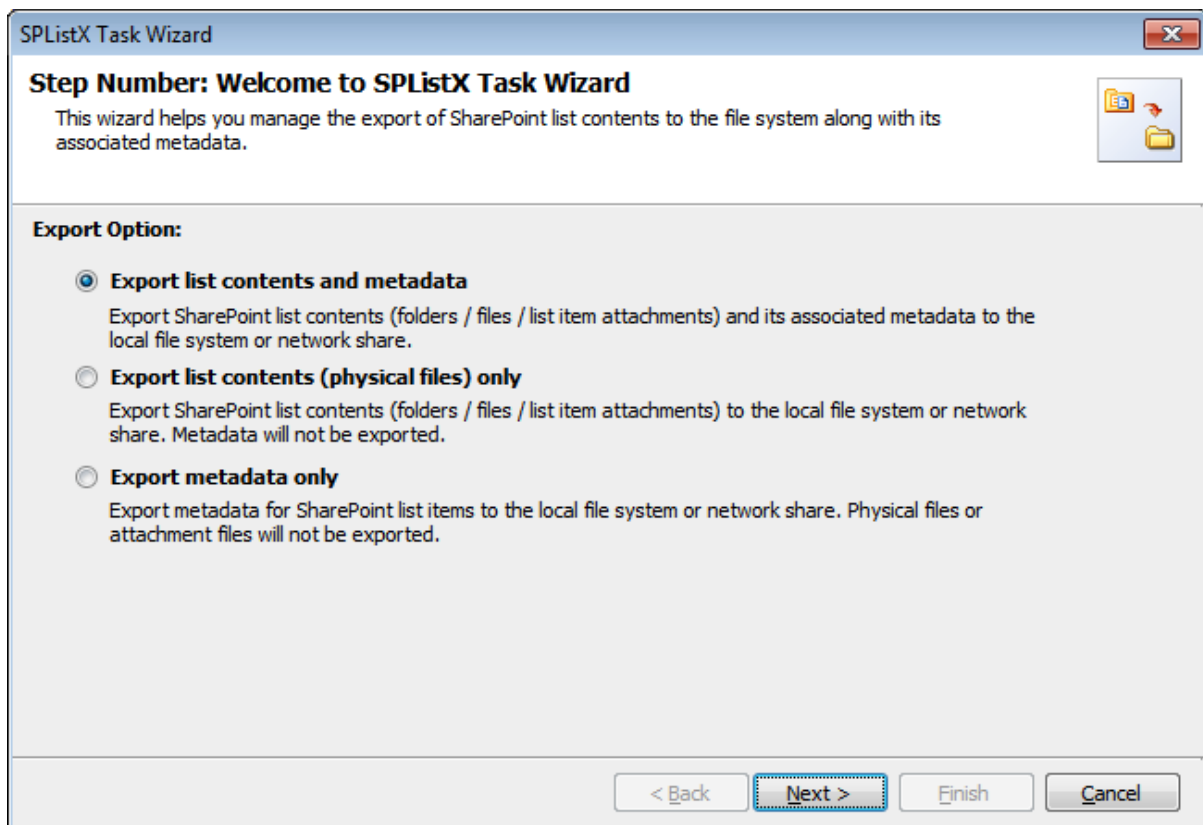 SPListX Task Wizard
Step Number: Welcome to SPListX Task Wizard
This wizard helps you manage the export of SharePoint list contents to the file system along with its
associated metadata.
Export Option:
Export list contents and metadata
Export SharePoint list contents (folders / files / list item attachments) and its associated metadata to the
local file system or network share.
Export list contents (physical files) only
Export SharePoint list contents (folders / files / list item attachments) to the local file system or network
share. Metadata will not be exported.
Export metadata only
Export metadata for SharePoint list items to the local file system or network share. Physical files or
attachment files will not be exported.
< Back Next > Finish Cancel